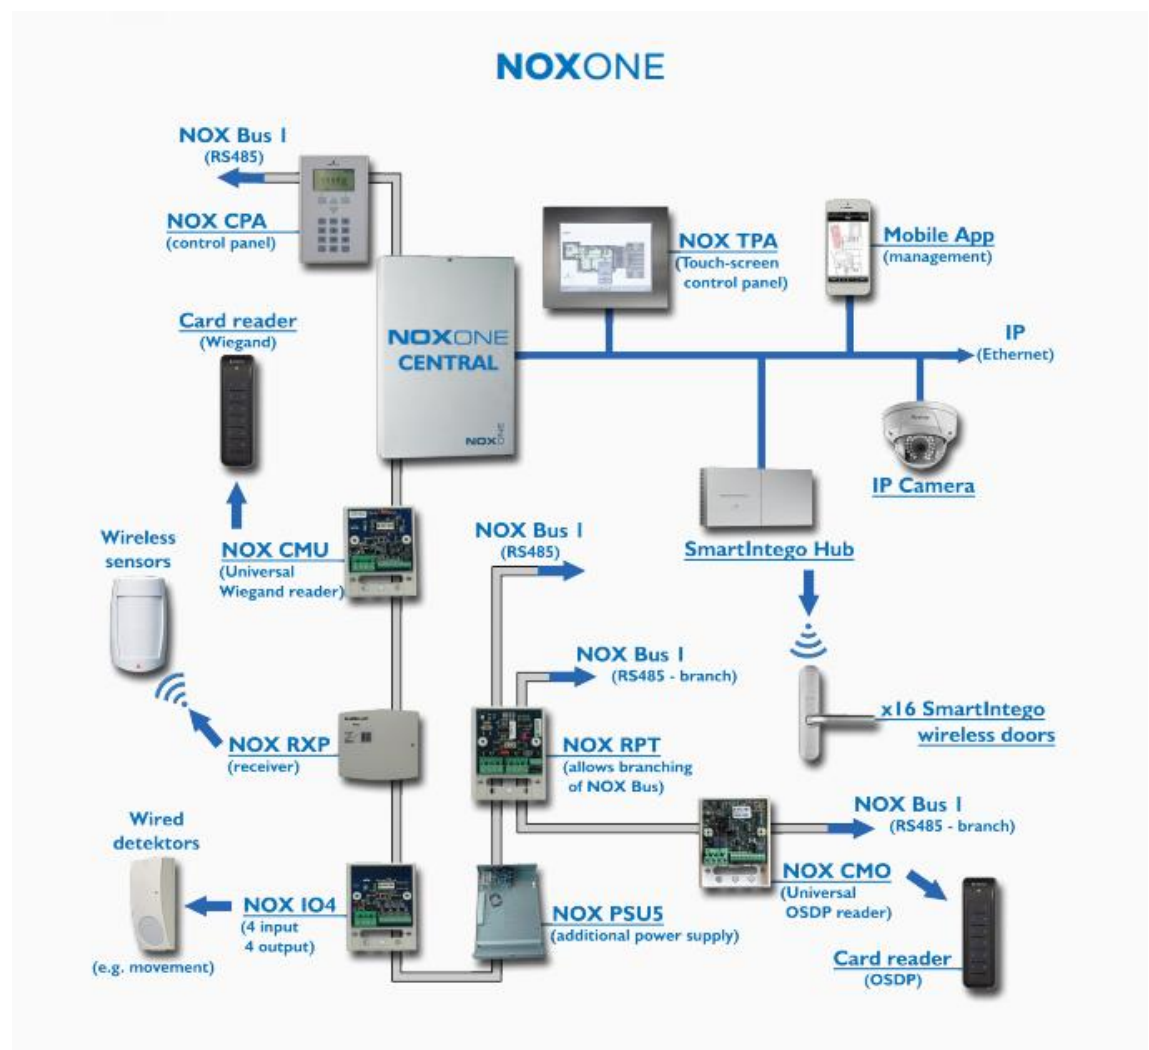 NOXONE
NOX Bus 1
(RS485)
NOX CPA
(control panel)
NOX TPA
(Touch-screen
control panel)
Mobile App
(management)
Card reader
(Wiegand)
NOXONE
CENTRAL
NOXONE
IP
(Ethernet)
IP Camera
SmartIntego Hub
Wireless
sensors
NOX CMU
(Universal
Wiegand reader)
NOX Bus 1
(RS485)
NOX Bus 1
(RS485 - branch)
x16 SmartIntego
wireless doors
NOX RXP
(receiver)
NOX RPT
(allows branching
of NOX Bus)
NOX Bus 1
(RS485 - branch)
Wired
detektors
(e.g. movement)
NOX IO4
(4 input
4 output)
NOX PSU5
(additional power supply)
NOX CMO
(Universal
OSDP reader)
Card reader
(OSDP)